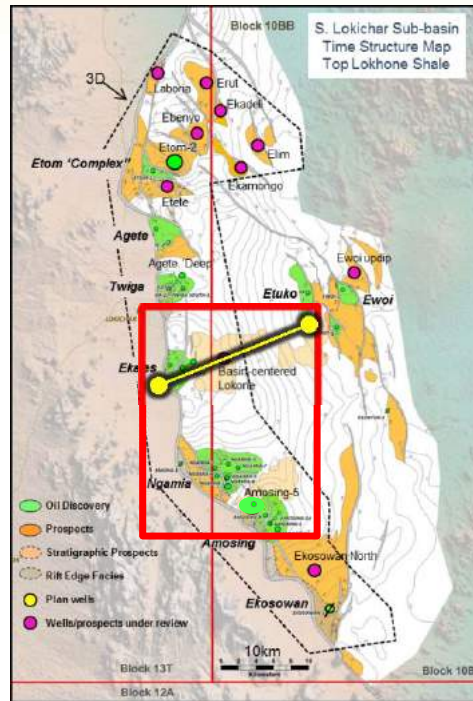 Block 10BB
S. Lokichar Sub-basin
Time Structure Map
Top Lokhone Shale
3D
Laboria
Erut
Ekadeli
Ebenyo
Etom-2
Elim
Etom 'Complex"
Ekamongo
Etete
Agete
Agete 'Deep
Ewoi updip
Twiga
Etuko
Ewoi
Ekales
Basin-centered
Lokone
Ngamia
Amosing-5
Oil Discovery
Prospects
Amosing
Stratigraphic Prospects
Ekosowan North
Rift Edge Facies
Plan wells
Ekosowan
Wells/prospects under review
10km
Kilometers
Block 13T
Block 10B
Block 12A